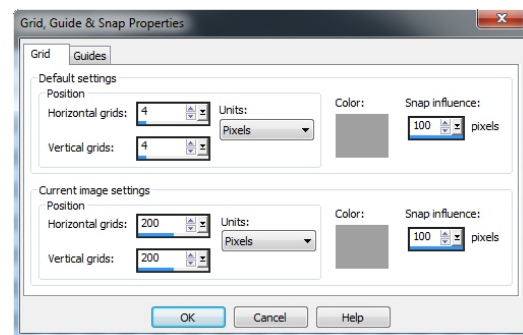 Grid, Guide & Snap Properties
Grid Guides
Default settings
Position
Horizontal grids: 4
Units:
Pixels
Vertical grids: 4
Color:
Snap influence:
100 pixels
Current image settings
Position
Horizontal grids: 200
Units:
Pixels
Vertical grids: 200
Color:
Snap influence:
100 pixels
OK Cancel Help